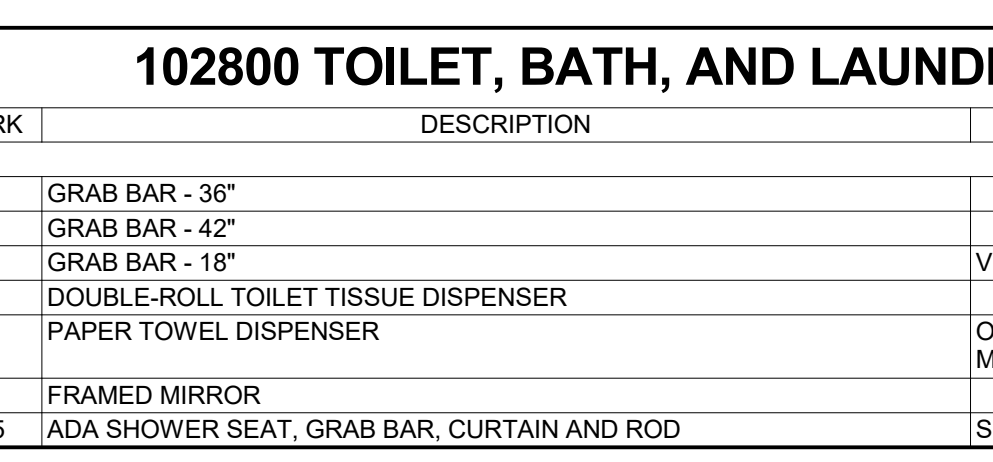 102800 TOILET, BATH, AND
DESCRIPTION
GRAB BAR - 36"
GRAB BAR - 42"
GRAB BAR - 18"
DOUBLE-ROLL TOILET TISSUE DISPENSER
PAPER TOWEL DISPENSER
FRAMED MIRROR
ADA SHOWER SEAT, GRAB BAR, CURTAIN AND ROD